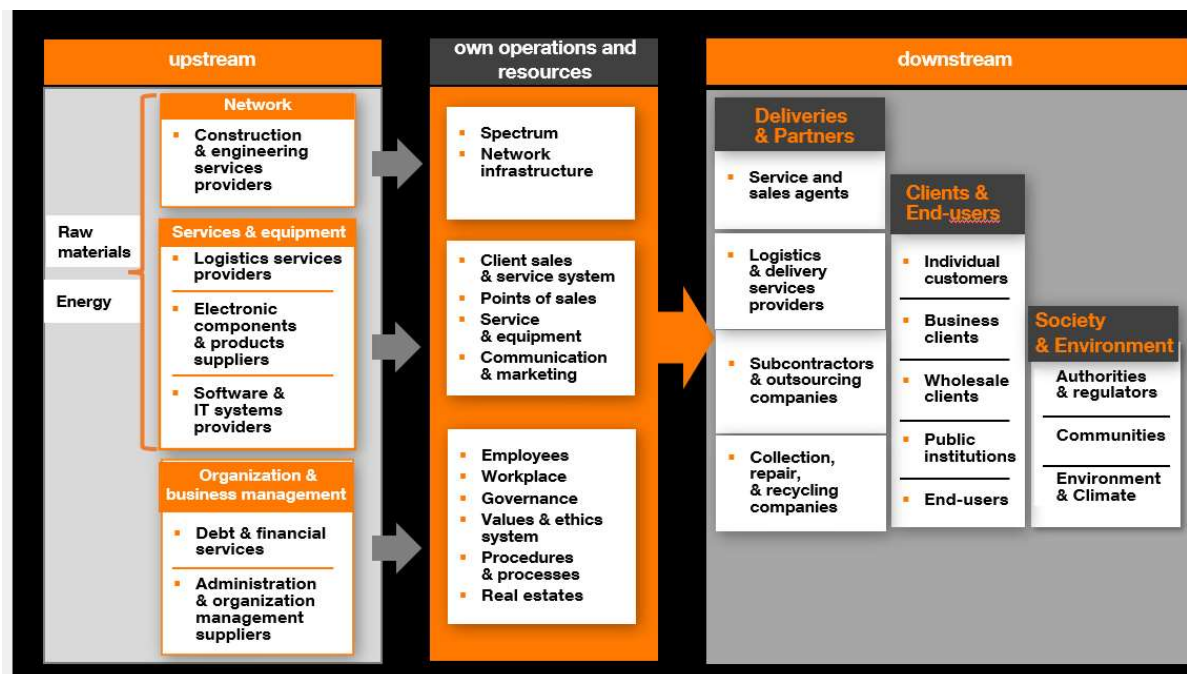 upstream
Raw
materials
Energy
Network
▪ Construction
& engineering
services
providers
Services & equipment
▪ Logistics services
providers
▪ Electronic
components
& products
suppliers
▪ Software &
IT systems
providers
Organization &
business management
▪ Debt & financial
services
▪ Administration
& organization
management
suppliers
own operations and
resources
▪ Spectrum
▪ Network
infrastructure
▪ Client sales
& service system
▪ Points of sales
▪ Service
& equipment
▪ Communication
& marketing
▪ Employees
▪ Workplace
▪ Governance
▪ Values & ethics
system
▪ Procedures
& processes
▪ Real estates
downstream
Deliveries
& Partners
▪ Service and
sales agents
▪ Logistics
& delivery
services
providers
▪ Subcontractors
& outsourcing
companies
▪ Collection,
repair,
& recycling
companies
Clients &
End-users
▪ Individual
customers
▪ Business
clients
▪ Wholesale
clients
▪ Public
institutions
▪ End-users
Society
& Environment
Authorities
& regulators
Communities
Environment
& Climate